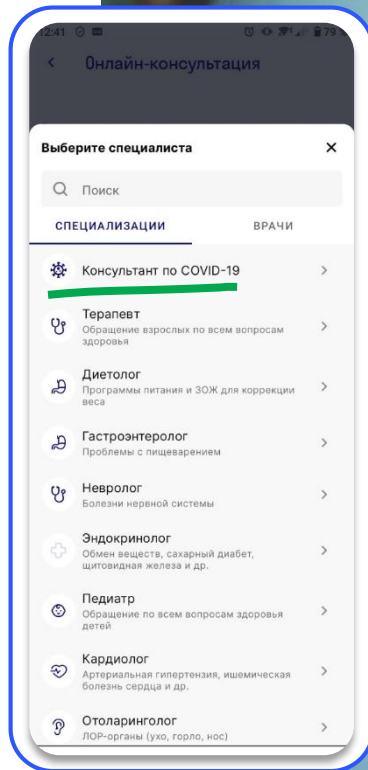 12:41 79
Онлайн-консультация
Выберите специалиста
Поиск
СПЕЦИАЛИЗАЦИИ ВРАЧИ
Консультант по COVID-19
Терапевт
Обращение взрослых по всем вопросам
здоровья
Диетолог
Программы питания и ЗОЖ для коррекции
веса
Гастроэнтеролог
Проблемы с пищеварением
Невролог
Болезни нервной системы
Эндокринолог
Обмен веществ, сахарный диабет,
щитовидная железа и др.
Педиатр
Обращение по всем вопросам здоровья
детей
Кардиолог
Артериальная гипертензия, ишемическая
болезнь сердца и др.
Отоларинголог
ЛОР-органы (ухо, горло, нос)